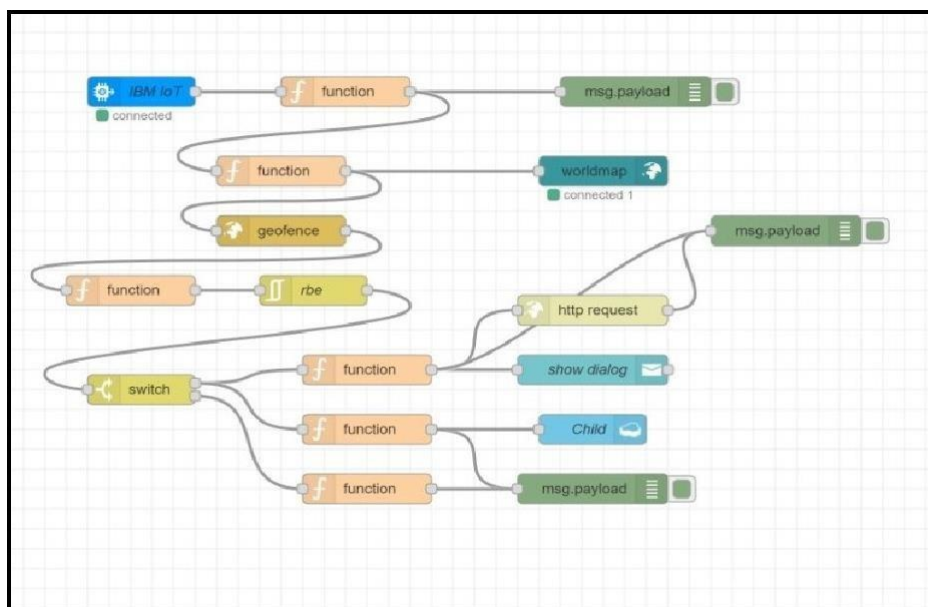 IBM IoT
function
msg.payload
connected
function
worldmap
connected 1
geofence
msg.payload
function
rbe
http request
function
show dialog
switch
function
Child
function
msg.payload